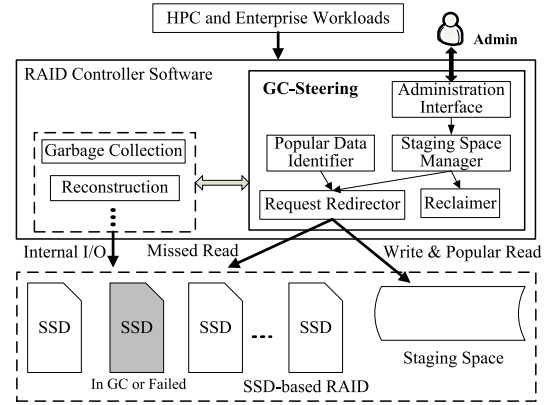 HPC and Enterprise Workloads
Admin
RAID Controller Software
GC-Steering
Administration
Interface
Garbage Collection
Popular Data
Identifier
Staging Space
Manager
Reconstruction
Request Redirector
Reclaimer
Internal I/O
Missed Read
Write & Popular Read
SSD
SSD
SSD
...
SSD
Staging Space
In GC or Failed
SSD-based RAID